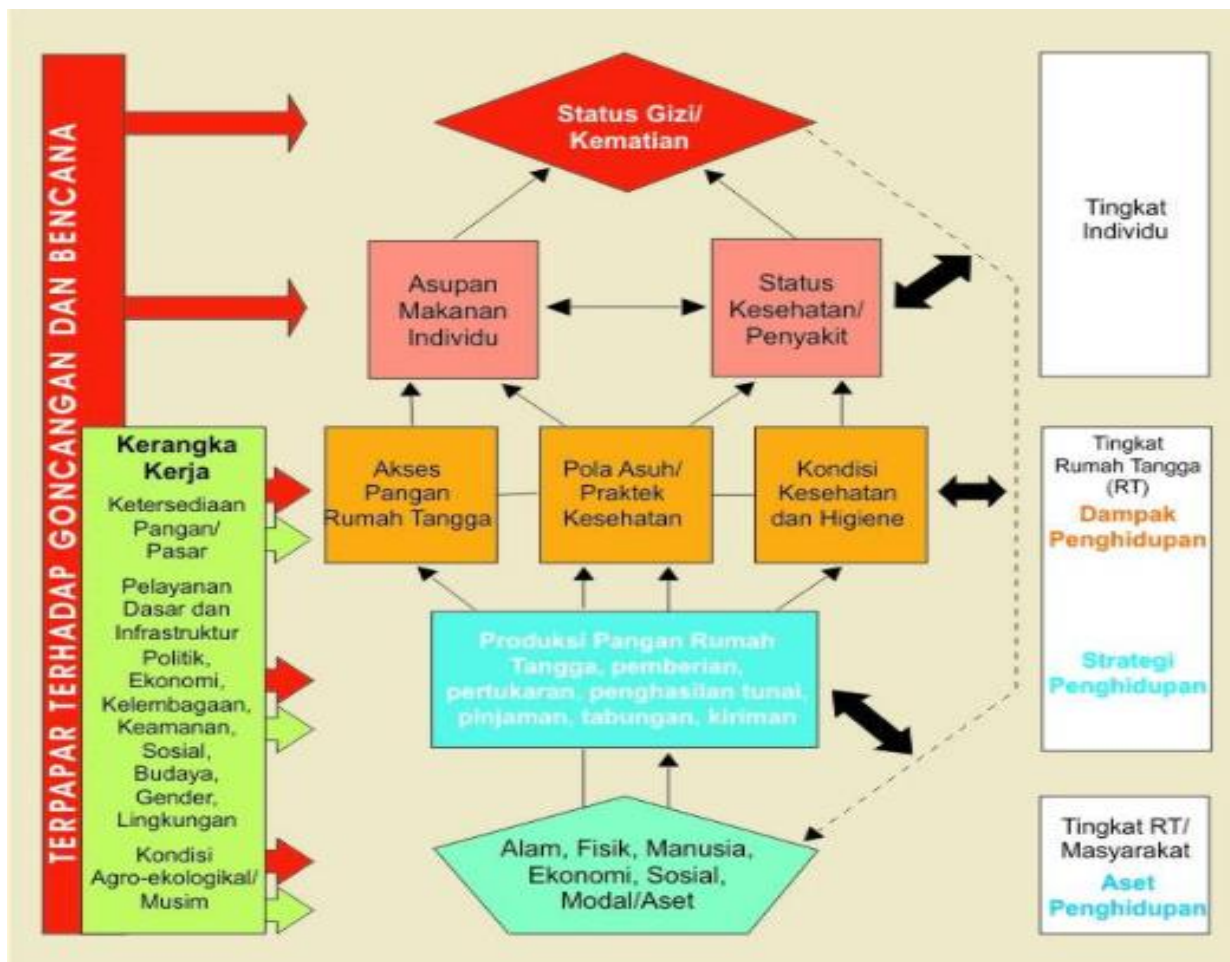 TERPAPAR TERHADAP GONCANGAN DAN BENCANA
Status Gizi/
Kematian
Tingkat
Individu
Asupan
Makanan
Individu
Status
Kesehatan/
Penyakit
Kerangka
Kerja
Ketersediaan
Pangan/
Pasar
Pelayanan
Dasar dan
Infrastruktur
Politik,
Ekonomi,
Kelembagaan,
Keamanan,
Sosial,
Budaya,
Gender,
Lingkungan
Kondisi
Agro-ekologikal/
Musim
Akses
Pangan
Rumah Tangga
Pola Asuh/
Praktek
Kesehatan
Kondisi
Kesehatan
dan Higiene
Tingkat
Rumah Tangga
(RT)
Dampak
Penghidupan
Strategi
Penghidupan
Produksi Pangan Rumah
Tangga, pemberian,
pertukaran, penghasilan tunai,
pinjaman, tabungan, kiriman
Alam, Fisik, Manusia,
Ekonomi, Sosial,
Modal/Aset
Tingkat RT/
Masyarakat
Aset
Penghidupan